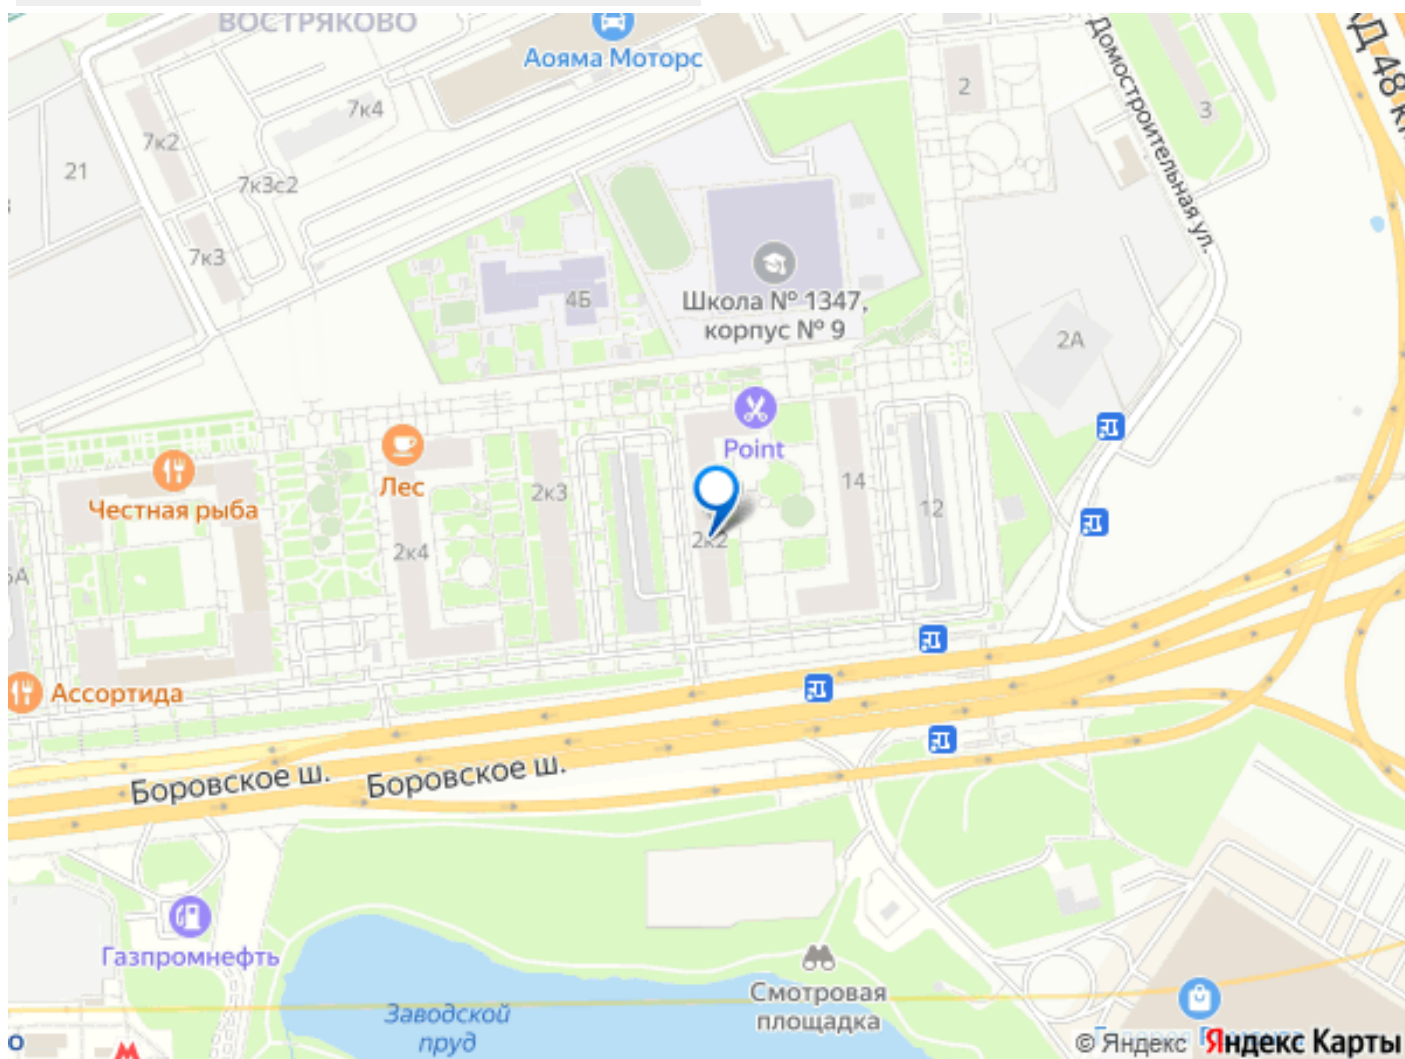 ВОСТРЯКОВО
Аояма Моторс
Домостроительная ул.
АД 48 к
2
3
7к4
7к2
21
7к3с2
7к3
4Б
Школа № 1347,
корпус № 9
2А
Point
Лес
Честная рыба
2к3
14
12
2к4
2к2
Ассортида
Боровское ш.
Боровское ш.
Газпромнефть
Смотровая
площадка
Заводской
пруд
© Яндекс Яндекс Карты